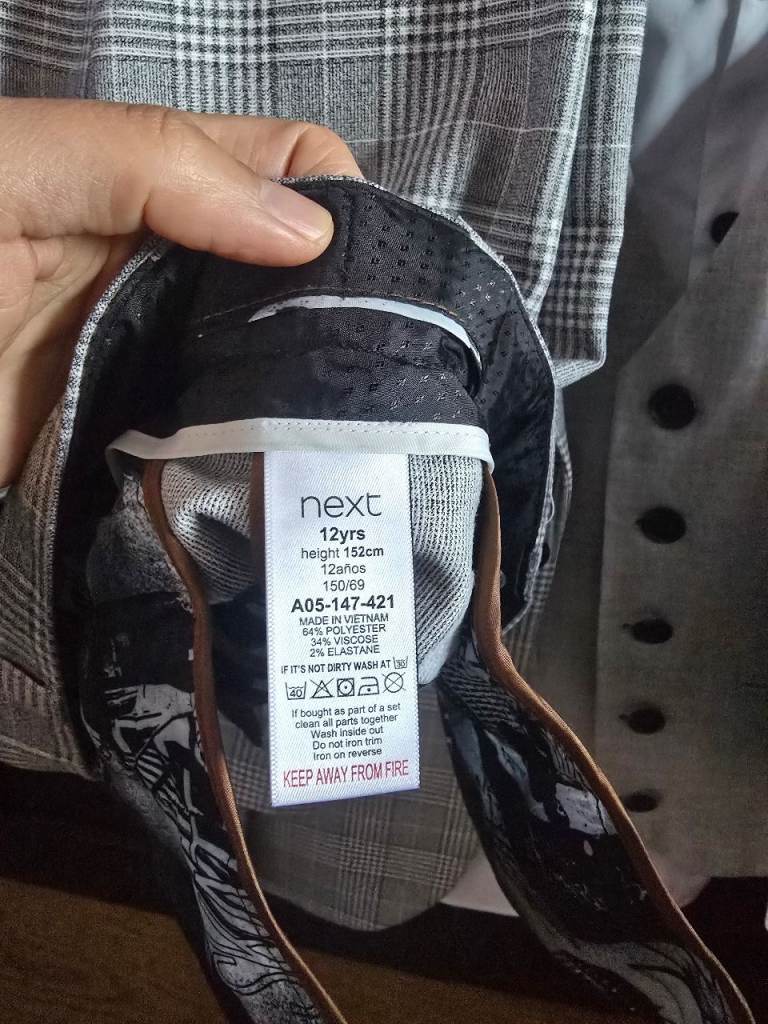 next
12yrs
height 152cm
12años
150/69
A05-147-421
MADE IN VIETNAM
64% POLYESTER
34% VISCOSE
2% ELASTANE
IF IT'S NOT DIRTY WASH AT 30
40
If bought as part of a set
clean all parts together
Wash inside out
Do not iron trim
Iron on reverse
KEEP AWAY FROM FIRE